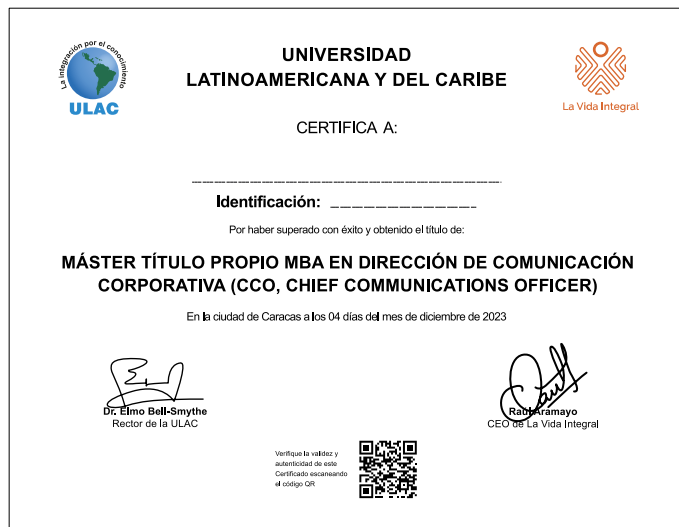 La integración por el conocimiento
ULAC
UNIVERSIDAD
LATINOAMERICANA Y DEL CARIBE
La Vida Integral
CERTIFICA A:
Identificación:
Por haber superado con éxito y obtenido el título de:
MÁSTER TÍTULO PROPIO MBA EN DIRECCIÓN DE COMUNICACIÓN
CORPORATIVA (CCO, CHIEF COMMUNICATIONS OFFICER)
En la ciudad de Caracas a los 04 días del mes de diciembre de 2023
Dr. Elmo Bell-Smythe
Rector de la ULAC
Raúl Aramayo
CEO de La Vida Integral
Verifique la validez y
autenticidad de este
Certificado escaneando
el código QR